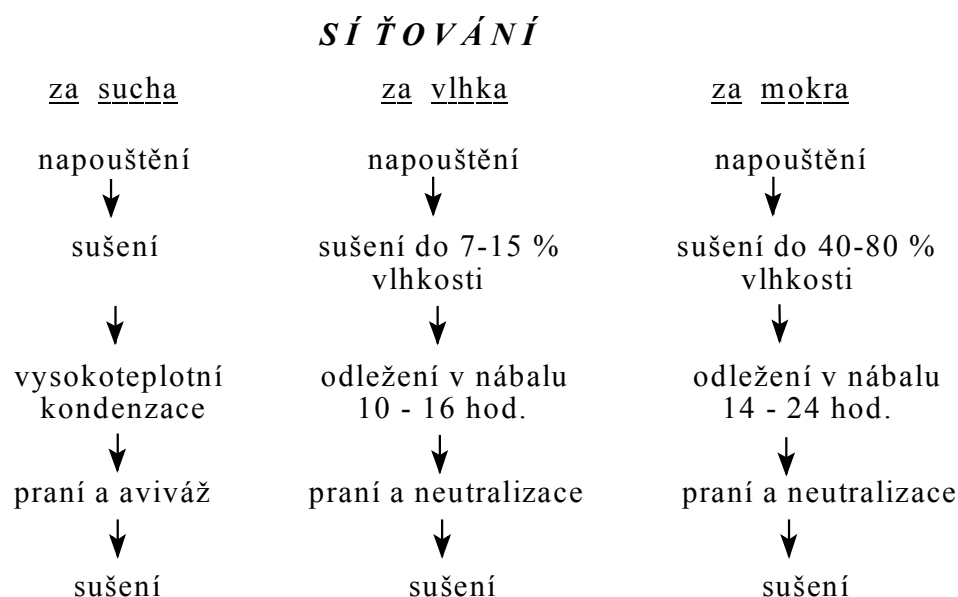 SÍŤOVÁNÍ
za sucha
napouštění
sušení
vysokoteplotní
kondenzace
praní a aviváž
sušení
za vlhka
napouštění
sušení do 7-15 %
vlhkosti
odležení v nábalu
10 - 16 hod.
praní a neutralizace
sušení
za mokra
napouštění
sušení do 40-80 %
vlhkosti
odležení v nábalu
14 - 24 hod.
praní a neutralizace
sušení